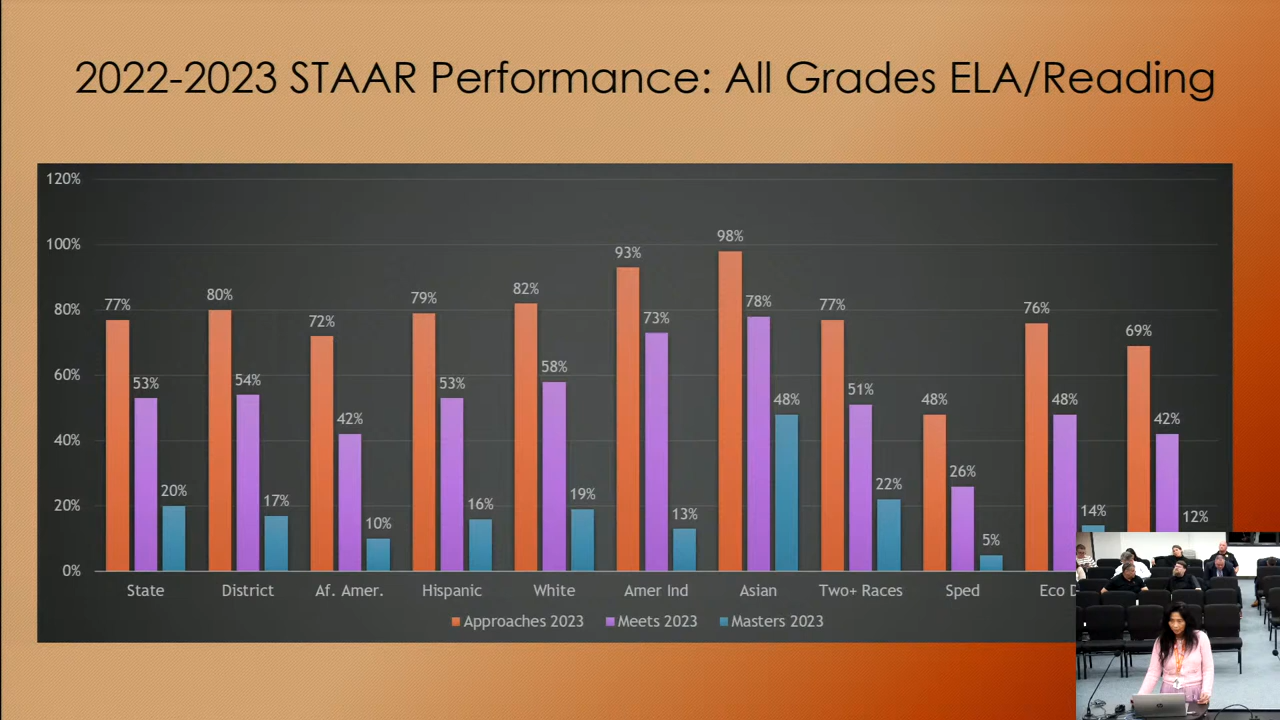 2022-2023 STAAR Performance: All Grades ELA/Reading
120%
100%
80%
60%
40%
20%
0%
77%
53%
20%
80%
54%
17%
72%
42%
10%
79%
53%
16%
82%
58%
19%
93%
73%
13%
98%
78%
48%
77%
51%
22%
48%
26%
5%
76%
48%
14%
69%
42%
12%
State
District
Af. Amer.
Hispanic
White
Amer Ind
Asian
Two+ Races
Sped
Eco
Approaches 2023
Meets 2023
Masters 2023